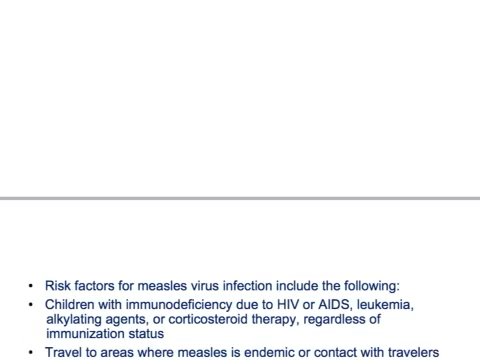 • Risk factors for measles virus infection include the following:
• Children with immunodeficiency due to HIV or AIDS, leukemia,
alkylating agents, or corticosteroid therapy, regardless of
immunization status
• Travel to areas where measles is endemic or contact with travelers